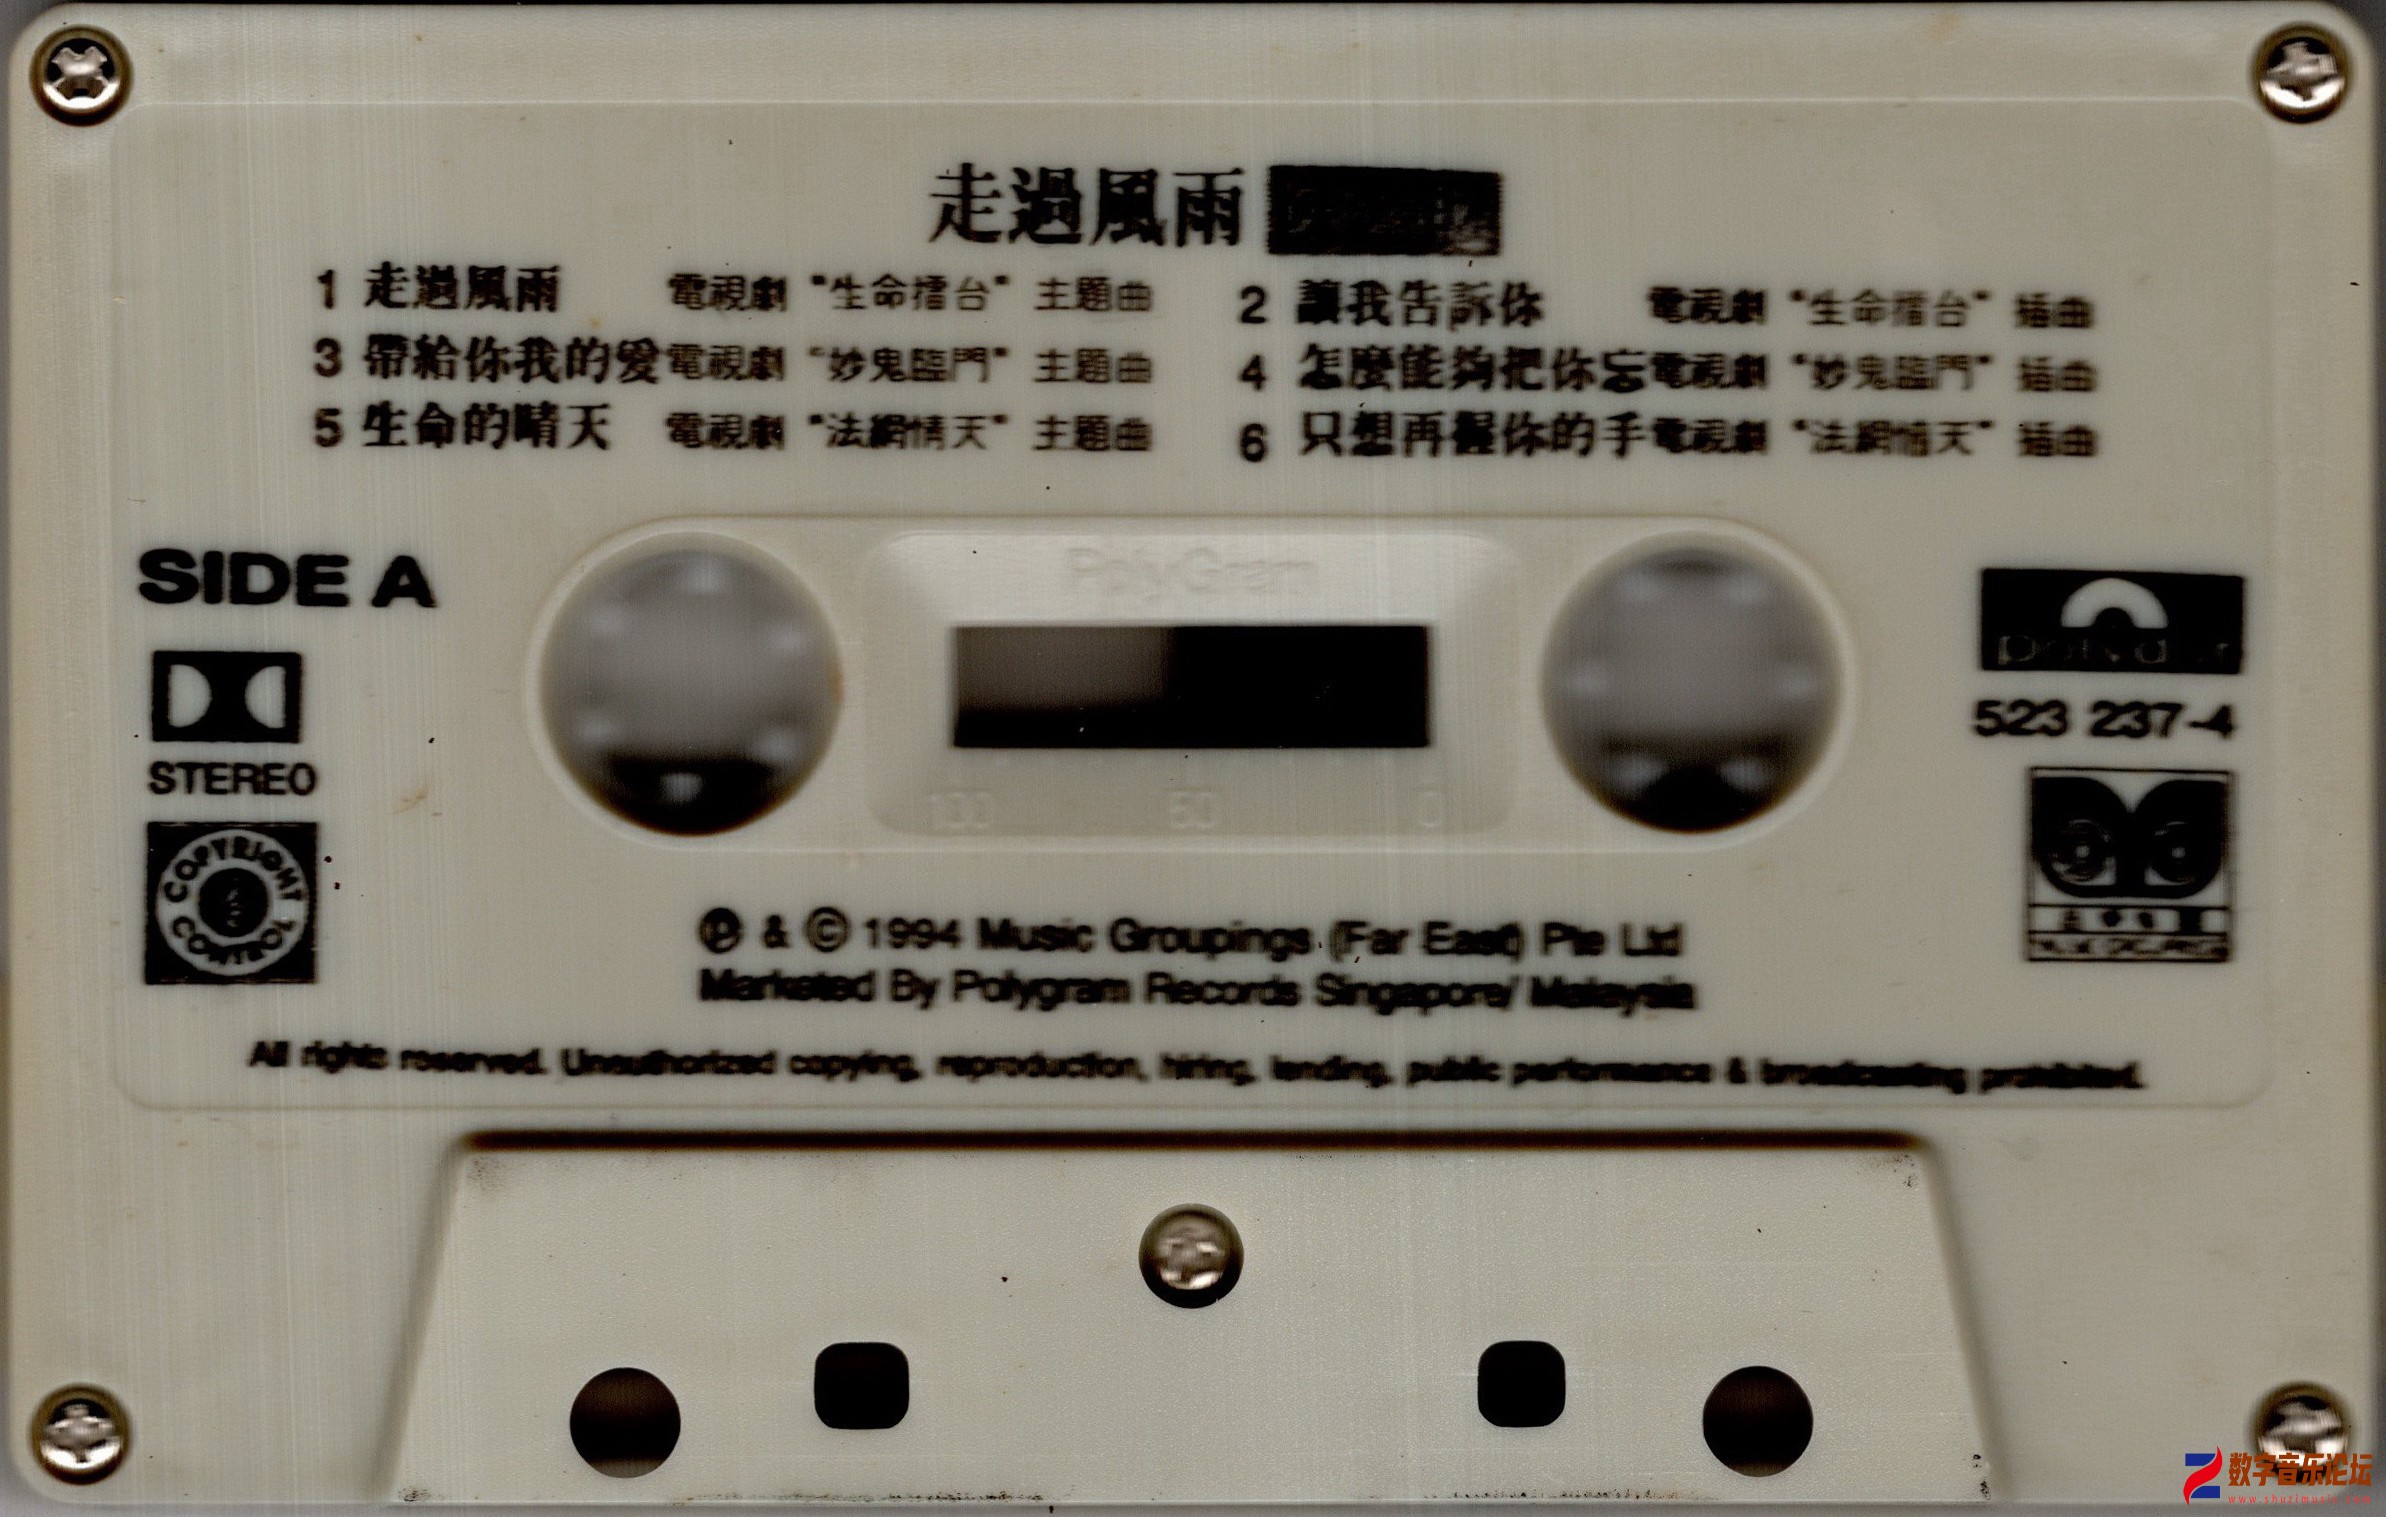 走過風雨
1 走過風雨 電視劇 "生命擂台" 主題曲
2 讓我告訴你 電視劇 "生命擂台" 插曲
3 帶給你我的愛 電視劇 "妙鬼臨門" 主題曲
4 怎麼能夠把你忘 電視劇 "妙鬼臨門" 插曲
5 生命的晴天 電視劇 "法網情天" 主題曲
6 只想再握你的手 電視劇 "法網情天" 插曲
SIDE A
PolyGram
polydor
523 237-4
STEREO
100 50 0
COPYRIGHT CONTROL
℗ & © 1994 Music Groupings (Far East) Pte Ltd
Marketed By Polygram Records Singapore/ Malaysia
All rights reserved. Unauthorized copying, reproduction, hiring, lending, public performance & broadcasting prohibited.
数字音乐论坛
www.shuzimusic.com